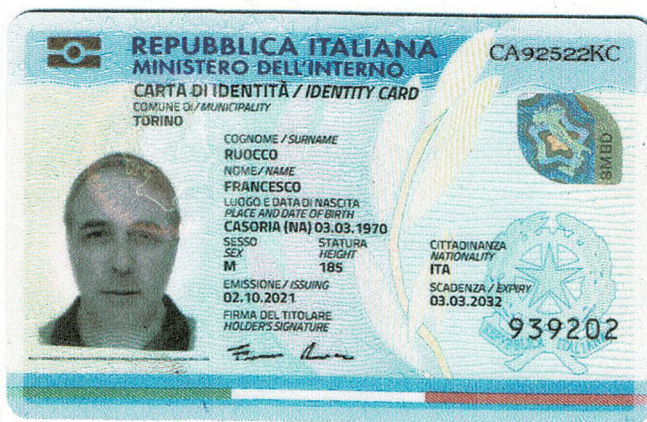 REPUBBLICA ITALIANA
MINISTERO DELL'INTERNO
CA92522KC
CARTA DI IDENTITÀ / IDENTITY CARD
COMUNE DI / MUNICIPALITY
TORINO
COGNOME / SURNAME
RUOCCO
NOME / NAME
FRANCESCO
LUOGO E DATA DI NASCITA
PLACE AND DATE OF BIRTH
CASORIA (NA) 03.03.1970
SESSO
SEX
M
STATURA
HEIGHT
185
CITTADINANZA
NATIONALITY
ITA
EMISSIONE / ISSUING
02.10.2021
SCADENZA / EXPIRY
03.03.2032
FIRMA DEL TITOLARE
HOLDER'S SIGNATURE
939202